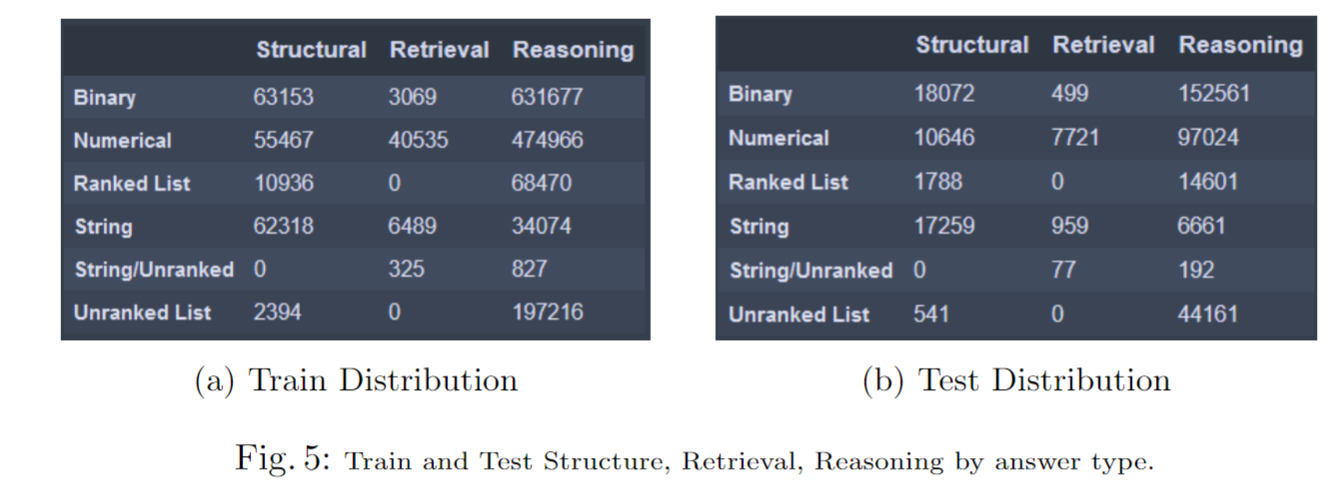 Structural Retrieval Reasoning
Binary 63153 3069 631677
Numerical 55467 40535 474966
Ranked List 10936 0 68470
String 62318 6489 34074
String/Unranked 0 325 827
Unranked List 2394 0 197216
(a) Train Distribution
Structural Retrieval Reasoning
Binary 18072 499 152561
Numerical 10646 7721 97024
Ranked List 1788 0 14601
String 17259 959 6661
String/Unranked 0 77 192
Unranked List 541 0 44161
(b) Test Distribution
Fig. 5: Train and Test Structure, Retrieval, Reasoning by answer type.